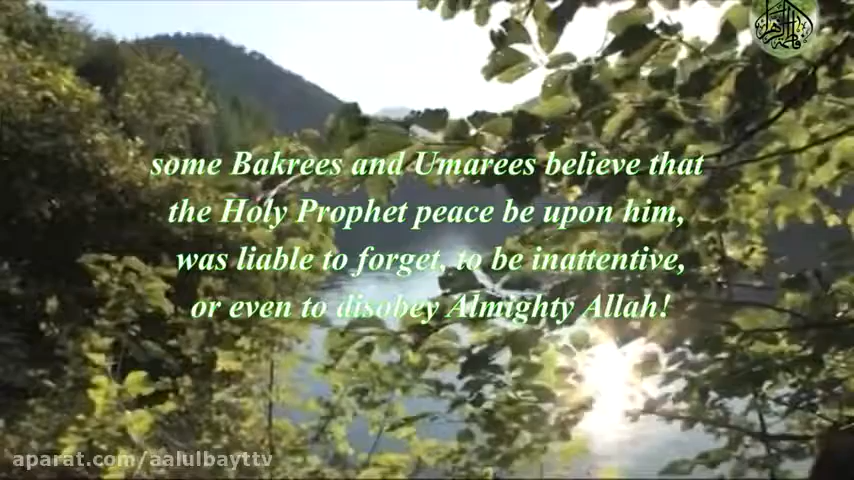 some Bakrees and Umarees believe that
the Holy Prophet peace be upon him,
was liable to forget, to be inattentive,
or even to disobey Almighty Allah!
aparat.com/aalulbayttv